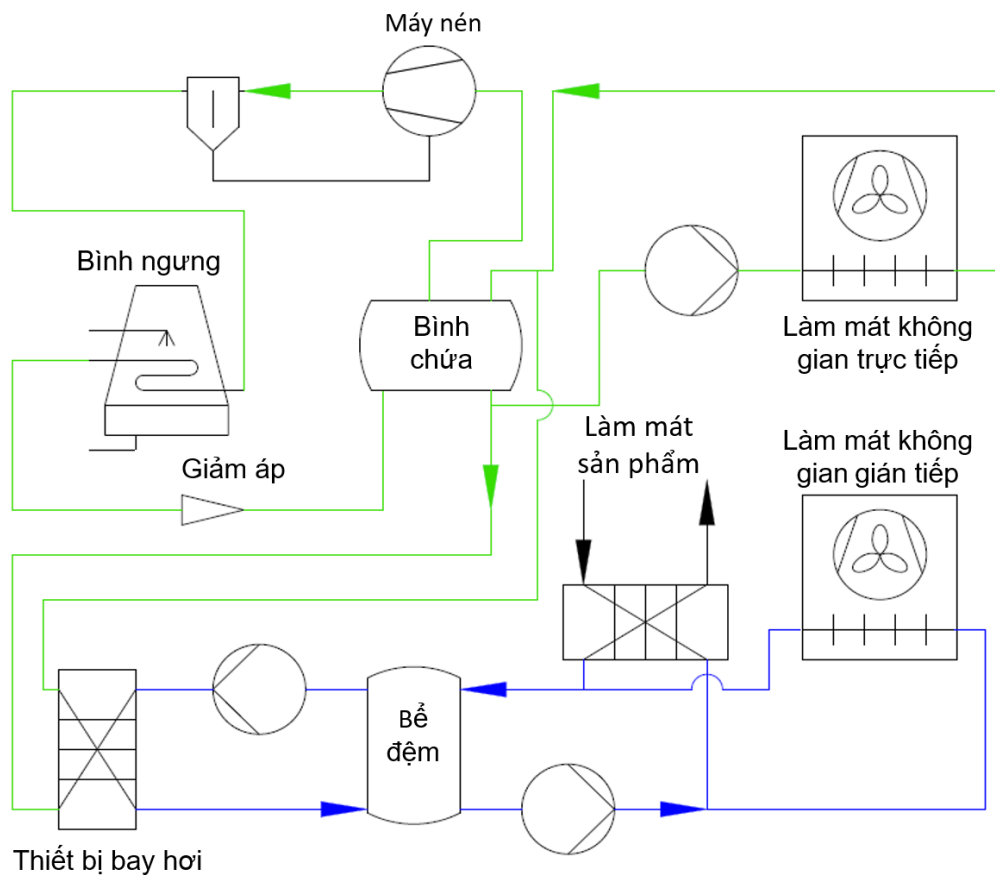 Máy nén
Bình ngưng
Bình
chứa
Làm mát không
gian trực tiếp
Giảm áp
Làm mát
sản phẩm
Làm mát không
gian gián tiếp
Bể
đệm
Thiết bị bay hơi